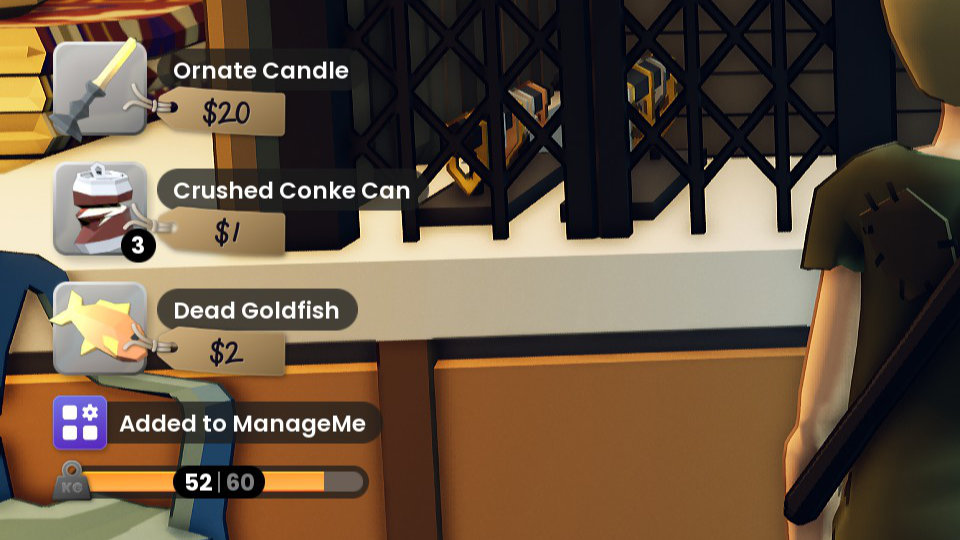 Ornate Candle
$20
Crushed Conke Can
$1
3
Dead Goldfish
$2
Added to ManageMe
KG
52 | 60